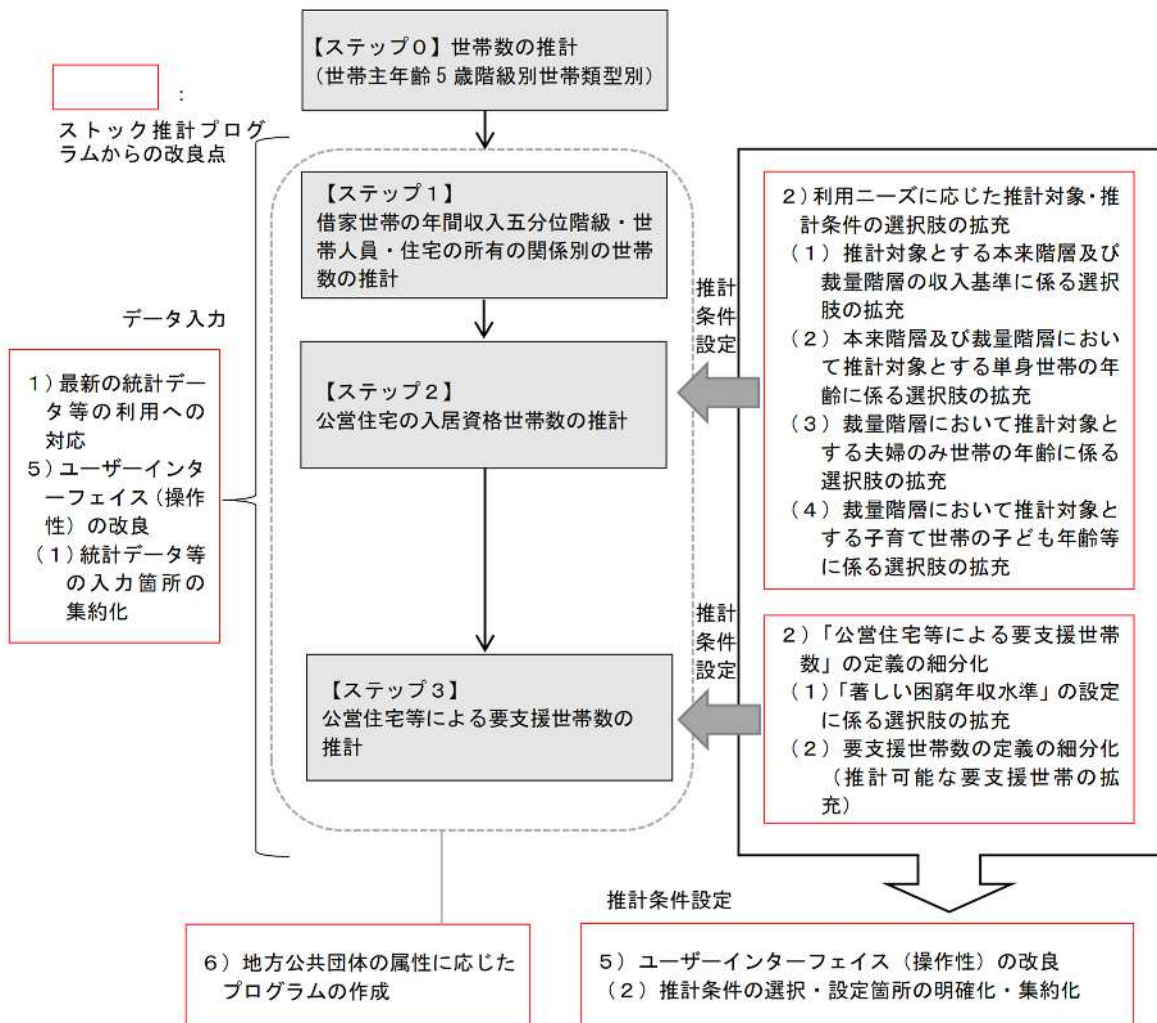 【ステップ０】世帯数の推計
（世帯主年齢５歳階級別世帯類型別）
：
ストック推計プログ
ラムからの改良点
【ステップ１】
借家世帯の年間収入五分位階級・世
帯人員・住宅の所有の関係別の世帯
数の推計
データ入力
１）最新の統計デー
タ等の利用への
対応
５）ユーザーインタ
ーフェイス（操作
性）の改良
（１）統計データ等
の入力箇所の
集約化
【ステップ２】
公営住宅の入居資格世帯数の推計
推計
条件
設定
２）利用ニーズに応じた推計対象・推
計条件の選択肢の拡充
（１）推計対象とする本来階層及び
裁量階層の収入基準に係る選択
肢の拡充
（２）本来階層及び裁量階層におい
て推計対象とする単身世帯の年
齢に係る選択肢の拡充
（３）裁量階層において推計対象と
する夫婦のみ世帯の年齢に係る
選択肢の拡充
（４）裁量階層において推計対象と
する子育て世帯の子ども年齢等
に係る選択肢の拡充
【ステップ３】
公営住宅等による要支援世帯数の
推計
推計
条件
設定
２）「公営住宅等による要支援世帯
数」の定義の細分化
（１）「著しい困窮年収水準」の設定
に係る選択肢の拡充
（２）要支援世帯数の定義の細分化
（推計可能な要支援世帯の拡
充）
推計条件設定
６）地方公共団体の属性に応じた
プログラムの作成
５）ユーザーインターフェイス（操作性）の改良
（２）推計条件の選択・設定箇所の明確化・集約化